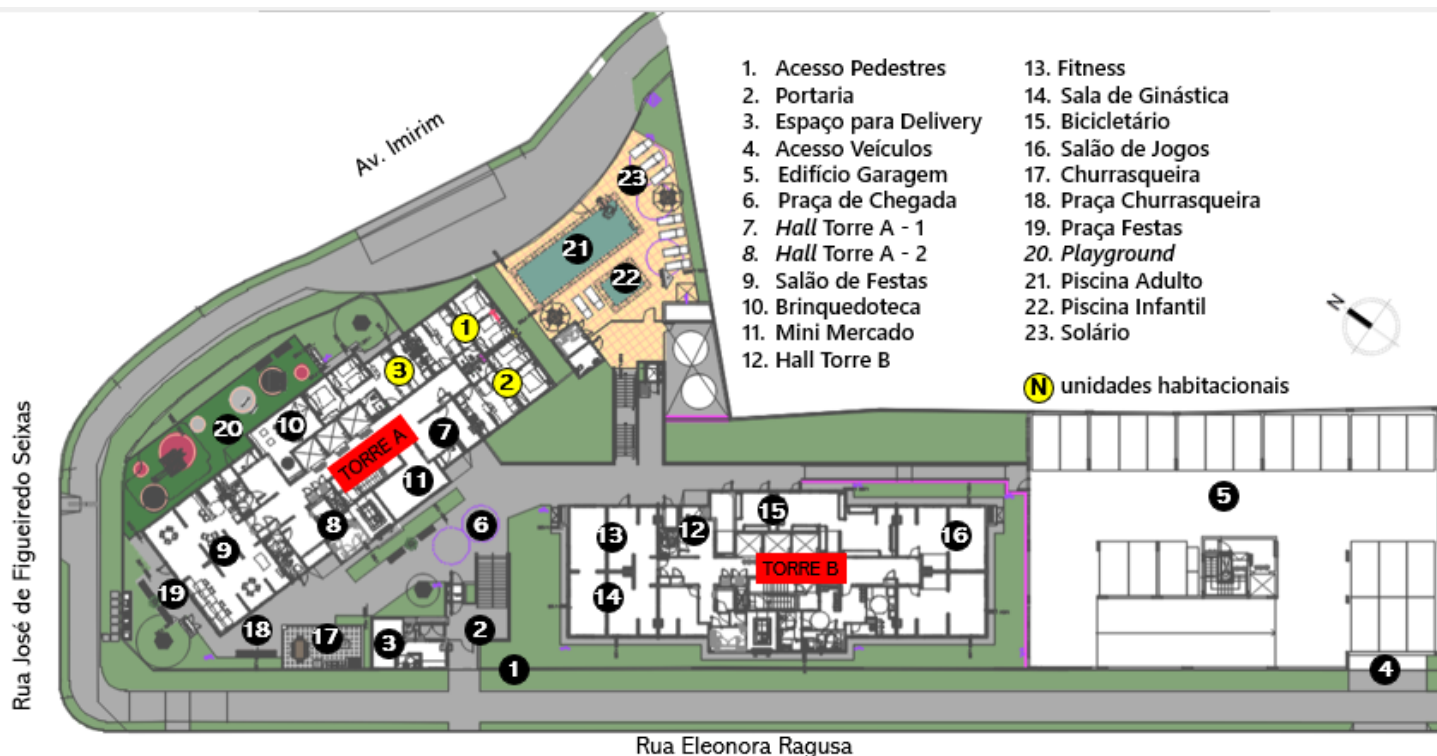 Av. Imirim
1. Acesso Pedestres
2. Portaria
3. Espaço para Delivery
4. Acesso Veículos
5. Edifício Garagem
6. Praça de Chegada
7. Hall Torre A - 1
8. Hall Torre A - 2
9. Salão de Festas
10. Brinquedoteca
11. Mini Mercado
12. Hall Torre B
13. Fitness
14. Sala de Ginástica
15. Bicicletário
16. Salão de Jogos
17. Churrasqueira
18. Praça Churrasqueira
19. Praça Festas
20. Playground
21. Piscina Adulto
22. Piscina Infantil
23. Solário
N unidades habitacionais
N
23
21
22
1
3
2
20
10
TORRE A
7
11
8
6
9
19
18
17
3
2
1
13
12
15
16
14
TORRE B
5
4
Rua José de Figueiredo Seixas
Rua Eleonora Ragusa